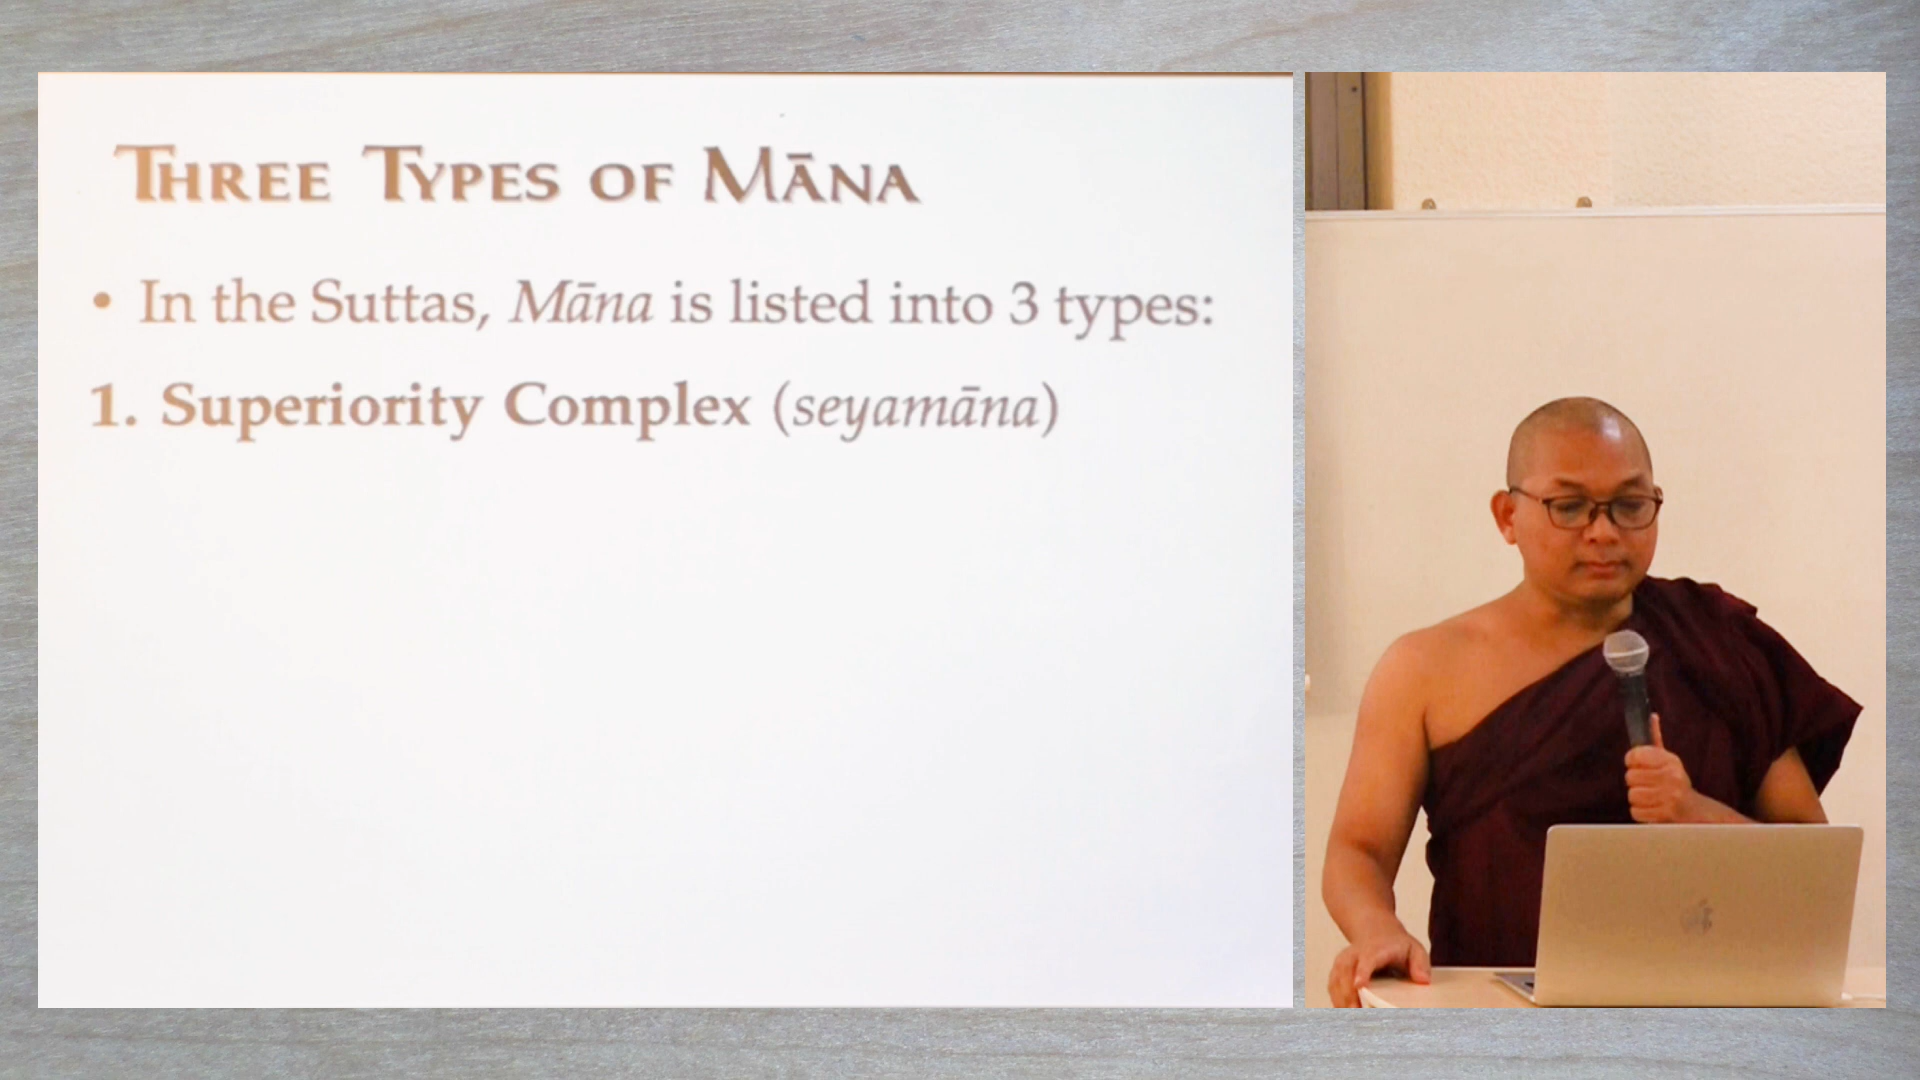 Three Types of Māna
• In the Suttas, Māna is listed into 3 types:
1. Superiority Complex (seyamāna)